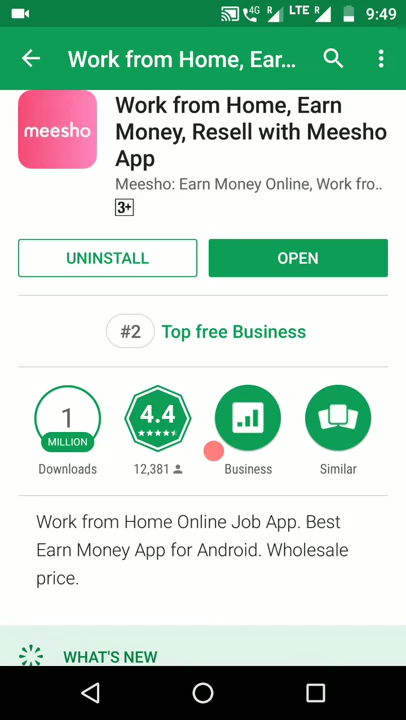 4G R LTE R 9:49
Work from Home, Ear...
meesho
Work from Home, Earn
Money, Resell with Meesho
App
Meesho: Earn Money Online, Work fro..
3+
UNINSTALL
OPEN
#2 Top free Business
1
MILLION
4.4
Downloads
12,381
Business
Similar
Work from Home Online Job App. Best
Earn Money App for Android. Wholesale
price.
WHAT'S NEW